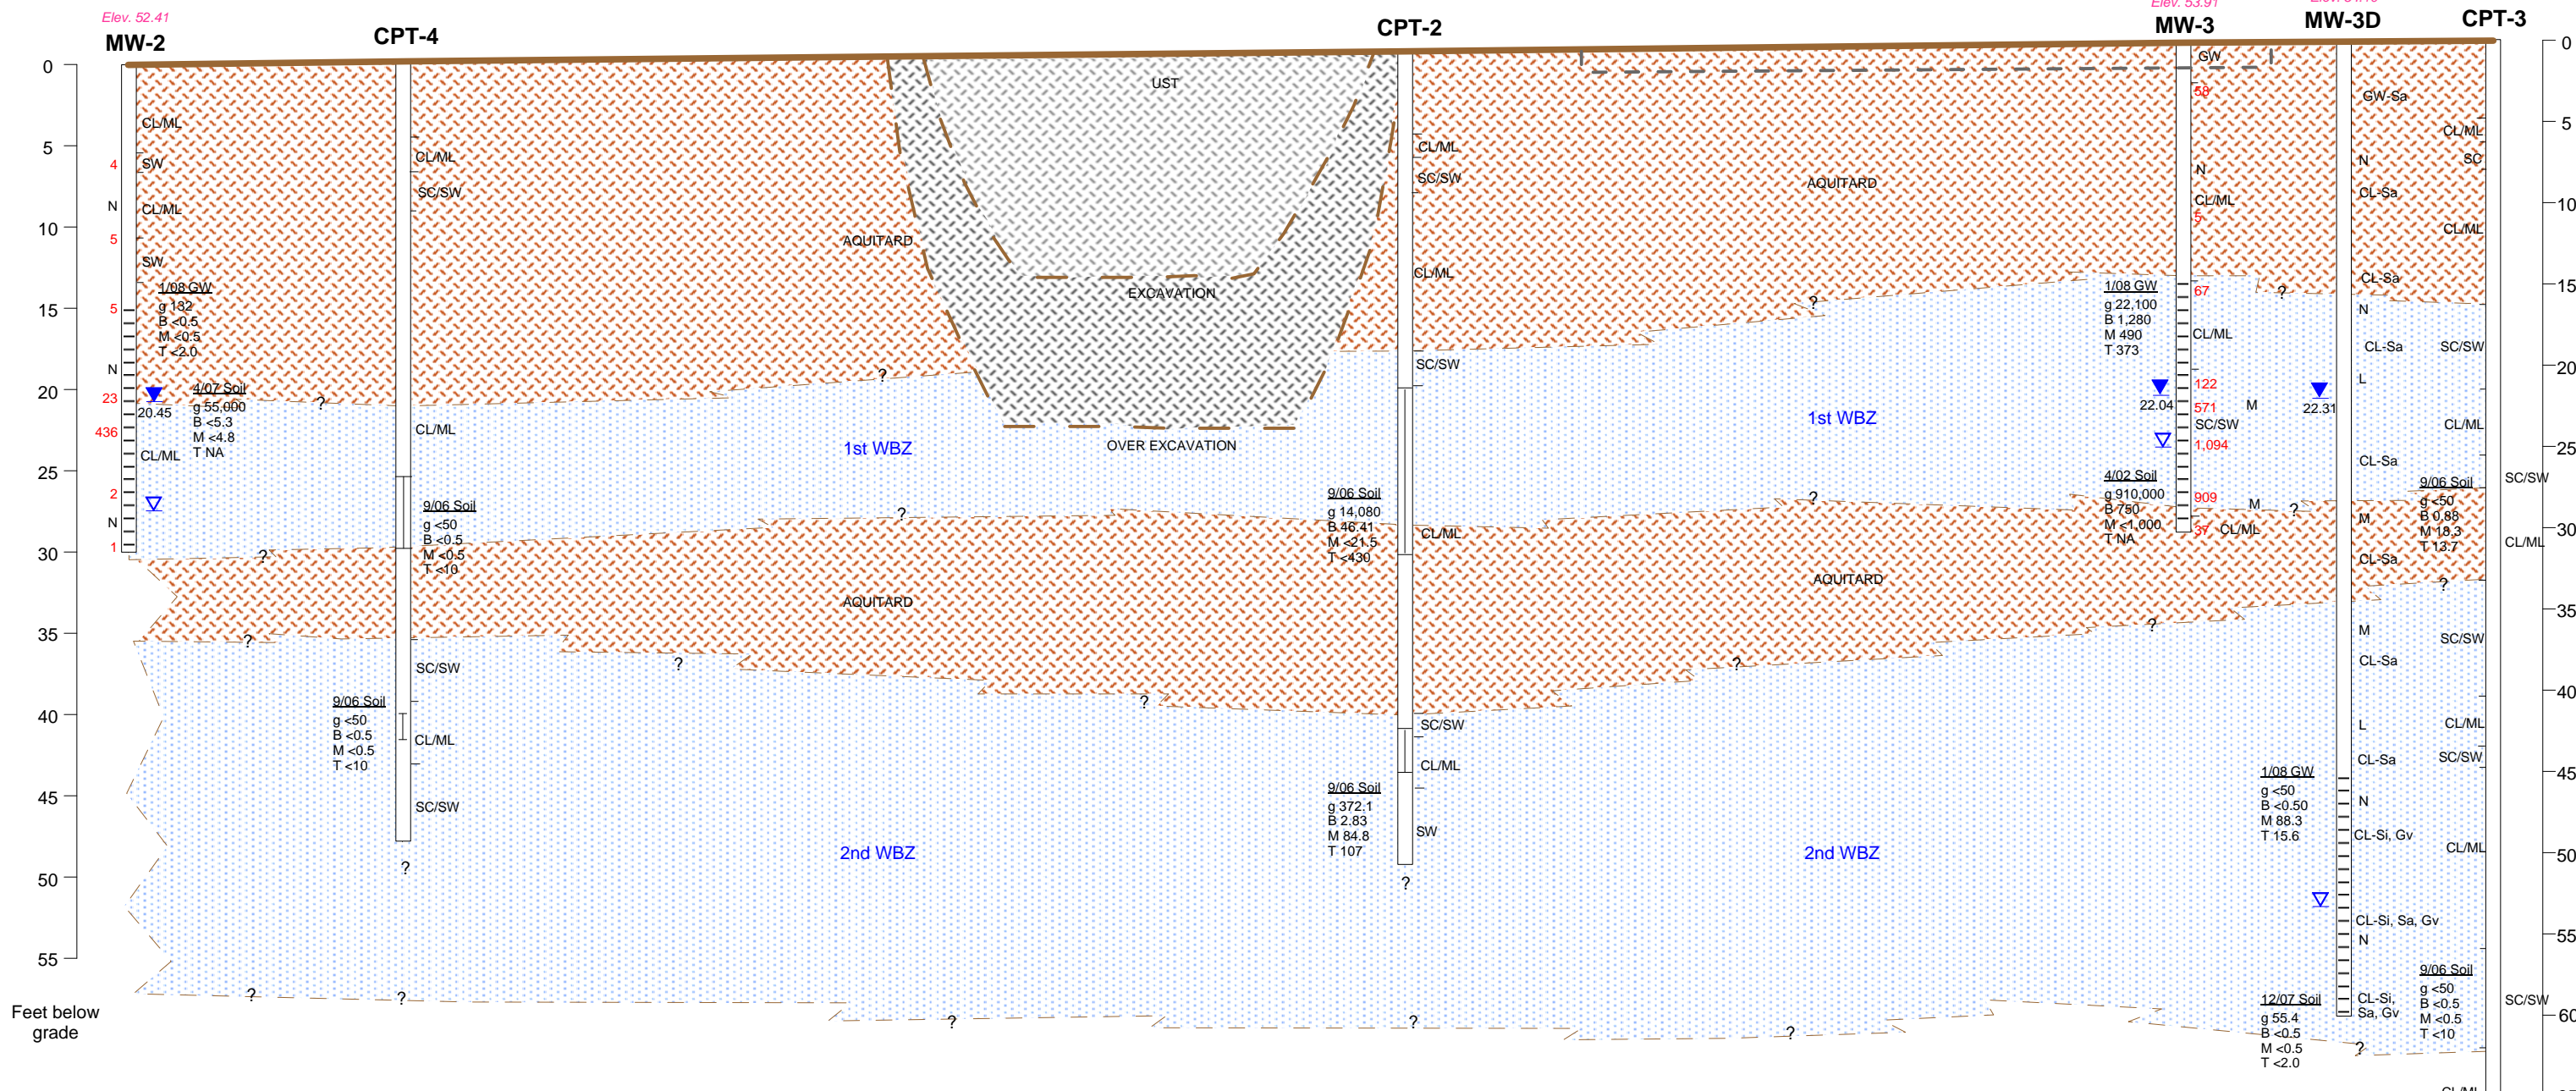 Elev. 52.41
MW-2
CPT-4
CPT-2
Elev. 53.91
MW-3
MW-3D
CPT-3
0
5
10
15
20
25
30
35
40
45
50
55
Feet below
grade
CL/ML
4
SW
N
CL/ML
5
SW
1/08 GW
g 132
B <0.5
M <0.5
T <2.0
5
N
23
20.45
436
CL/ML
2
N
1
4/07 Soil
g 55,000
B <5.3
M <4.8
T NA
?
?
?
CL/ML
SC/SW
CL/ML
9/06 Soil
g <50
B <0.5
M <0.5
T <10
SC/SW
9/06 Soil
g <50
B <0.5
M <0.5
T <10
CL/ML
SC/SW
?
?
?
AQUITARD
?
1st WBZ
?
AQUITARD
?
?
2nd WBZ
?
UST
EXCAVATION
OVER EXCAVATION
CL/ML
SC/SW
CL/ML
SC/SW
9/06 Soil
g 14,080
B 46.41
M <21.5
T <430
CL/ML
SC/SW
CL/ML
9/06 Soil
g 372.1
B 2.83
M 84.8
T 107
SW
?
?
AQUITARD
?
1st WBZ
?
AQUITARD
?
?
2nd WBZ
?
GW
58
N
CL/ML
5
1/08 GW
g 22,100
B 1,280
M 490
T 373
67
CL/ML
122
22.04
571
M
SC/SW
1,094
4/02 Soil
g 910,000
B 750
M <1,000
T NA
909
M
37
CL/ML
?
?
GW-Sa
N
CL-Sa
CL-Sa
N
CL-Sa
L
22.31
CL-Sa
M
CL-Sa
M
CL-Sa
L
CL-Sa
1/08 GW
g <50
B <0.50
M 88.3
T 15.6
N
CL-Si, Gv
CL-Si, Sa, Gv
N
12/07 Soil
g 55.4
B <0.5
M <0.5
T <2.0
CL-Si,
Sa, Gv
?
CL/ML
SC
CL/ML
SC/SW
CL/ML
SC/SW
9/06 Soil
g <50
B 0.88
M 18.3
T 13.7
CL/ML
?
SC/SW
CL/ML
SC/SW
CL/ML
9/06 Soil
g <50
B <0.5
M <0.5
T <10
SC/SW
0
5
10
15
20
25
30
35
40
45
50
55
60